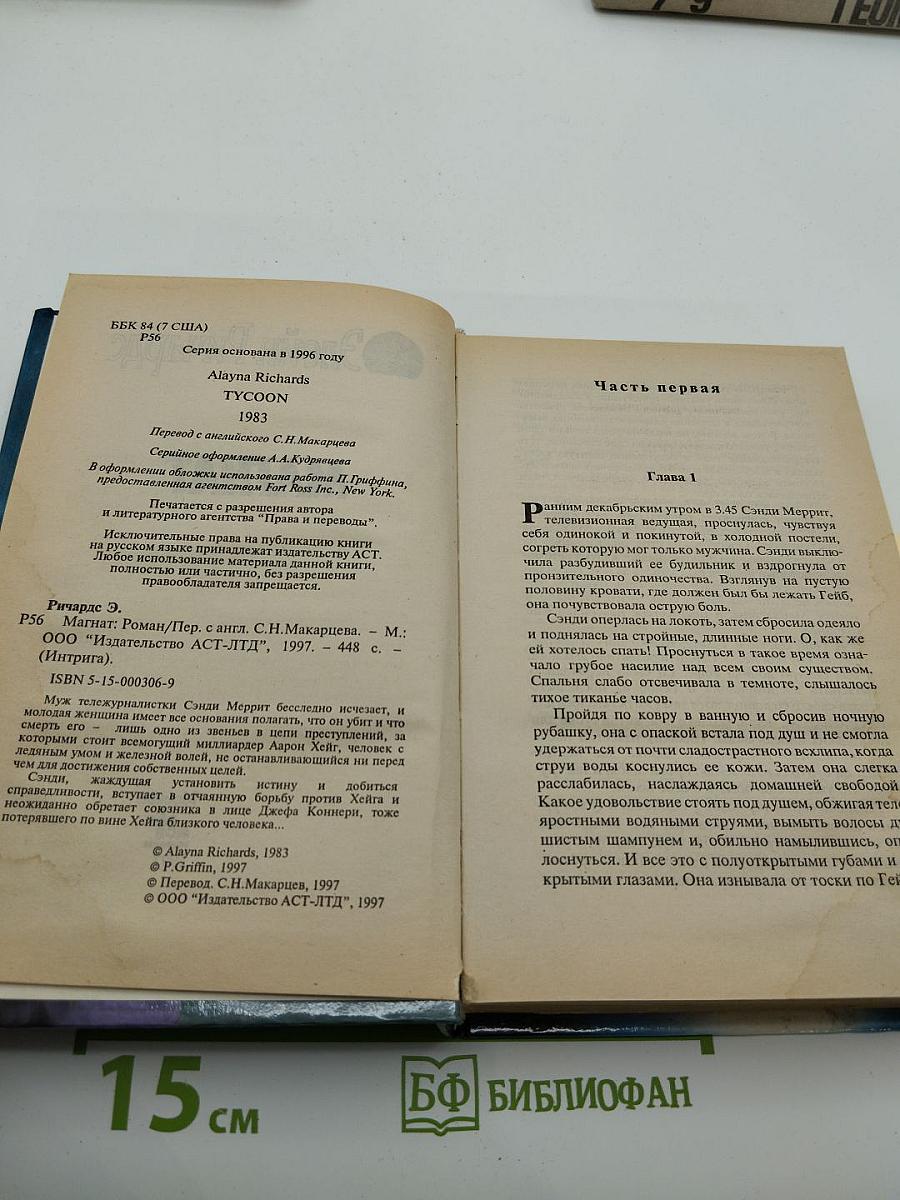 7 9
ББК 84 (7 США)
Р56
Серия основана в 1996 году
Alayna Richards
TYCOON
1983
Перевод с английского С.Н.Макарцева
Серийное оформление А.А.Кудрявцева
В оформлении обложки использована работа П.Гриффина,
предоставленная агентством Fort Ross Inc., New York.
Печатается с разрешения автора
и литературного агентства “Права и переводы”.
Исключительные права на публикацию книги
на русском языке принадлежат издательству АСТ.
Любое использование материала данной книги,
полностью или частично, без разрешения
правообладателя запрещается.
Ричардс Э.
Р56 Магнат: Роман/Пер. с англ. С.Н.Макарцева. – М.:
ООО “Издательство АСТ-ЛТД”, 1997. – 448 с. –
(Интрига).
ISBN 5-15-000306-9
Муж тележурналистки Сэнди Меррит бесследно исчезает, и
молодая женщина имеет все основания полагать, что он убит и что
смерть его – лишь одно из звеньев в цепи преступлений, за
которыми стоит всемогущий миллиардер Аарон Хейг, человек с
ледяным умом и железной волей, не останавливающийся ни перед
чем для достижения собственных целей.
Сэнди, жаждущая установить истину и добиться
справедливости, вступает в отчаянную борьбу против Хейга и
неожиданно обретает союзника в лице Джефа Коннери, тоже
потерявшего по вине Хейга близкого человека...
© Alayna Richards, 1983
© P.Griffin, 1997
© Перевод. С.Н.Макарцев, 1997
© ООО “Издательство АСТ-ЛТД”, 1997
Часть первая
Глава 1
Ранним декабрьским утром в 3.45 Сэнди Меррит,
телевизионная ведущая, проснулась, чувствуя
себя одинокой и покинутой, в холодной постели,
согреть которую мог только мужчина. Сэнди выклю-
чила разбудивший ее будильник и вздрогнула от
пронзительного одиночества. Взглянув на пустую
половину кровати, где должен был бы лежать Гейб,
она почувствовала острую боль.
Сэнди оперлась на локоть, затем сбросила одеяло
и поднялась на стройные, длинные ноги. О, как же
ей хотелось спать! Проснуться в такое время озна-
чало грубое насилие над всем своим существом.
Спальня слабо отсвечивала в темноте, слышалось
тихое тиканье часов.
Пройдя по ковру в ванную и сбросив ночную
рубашку, она с опаской встала под душ и не смогла
удержаться от почти сладострастного всхлипа, когда
струи воды коснулись ее кожи. Затем она слегка
расслабилась, наслаждаясь домашней свободой
Какое удовольствие стоять под душем, обжигая тел
яростными водяными струями, вымыть волосы ду
шистым шампунем и, обильно намылившись, оп
лоснуться. И все это с полуоткрытыми губами и
крытыми глазами. Она изнывала от тоски по Гей
15 см
БФ БИБЛИОФАН